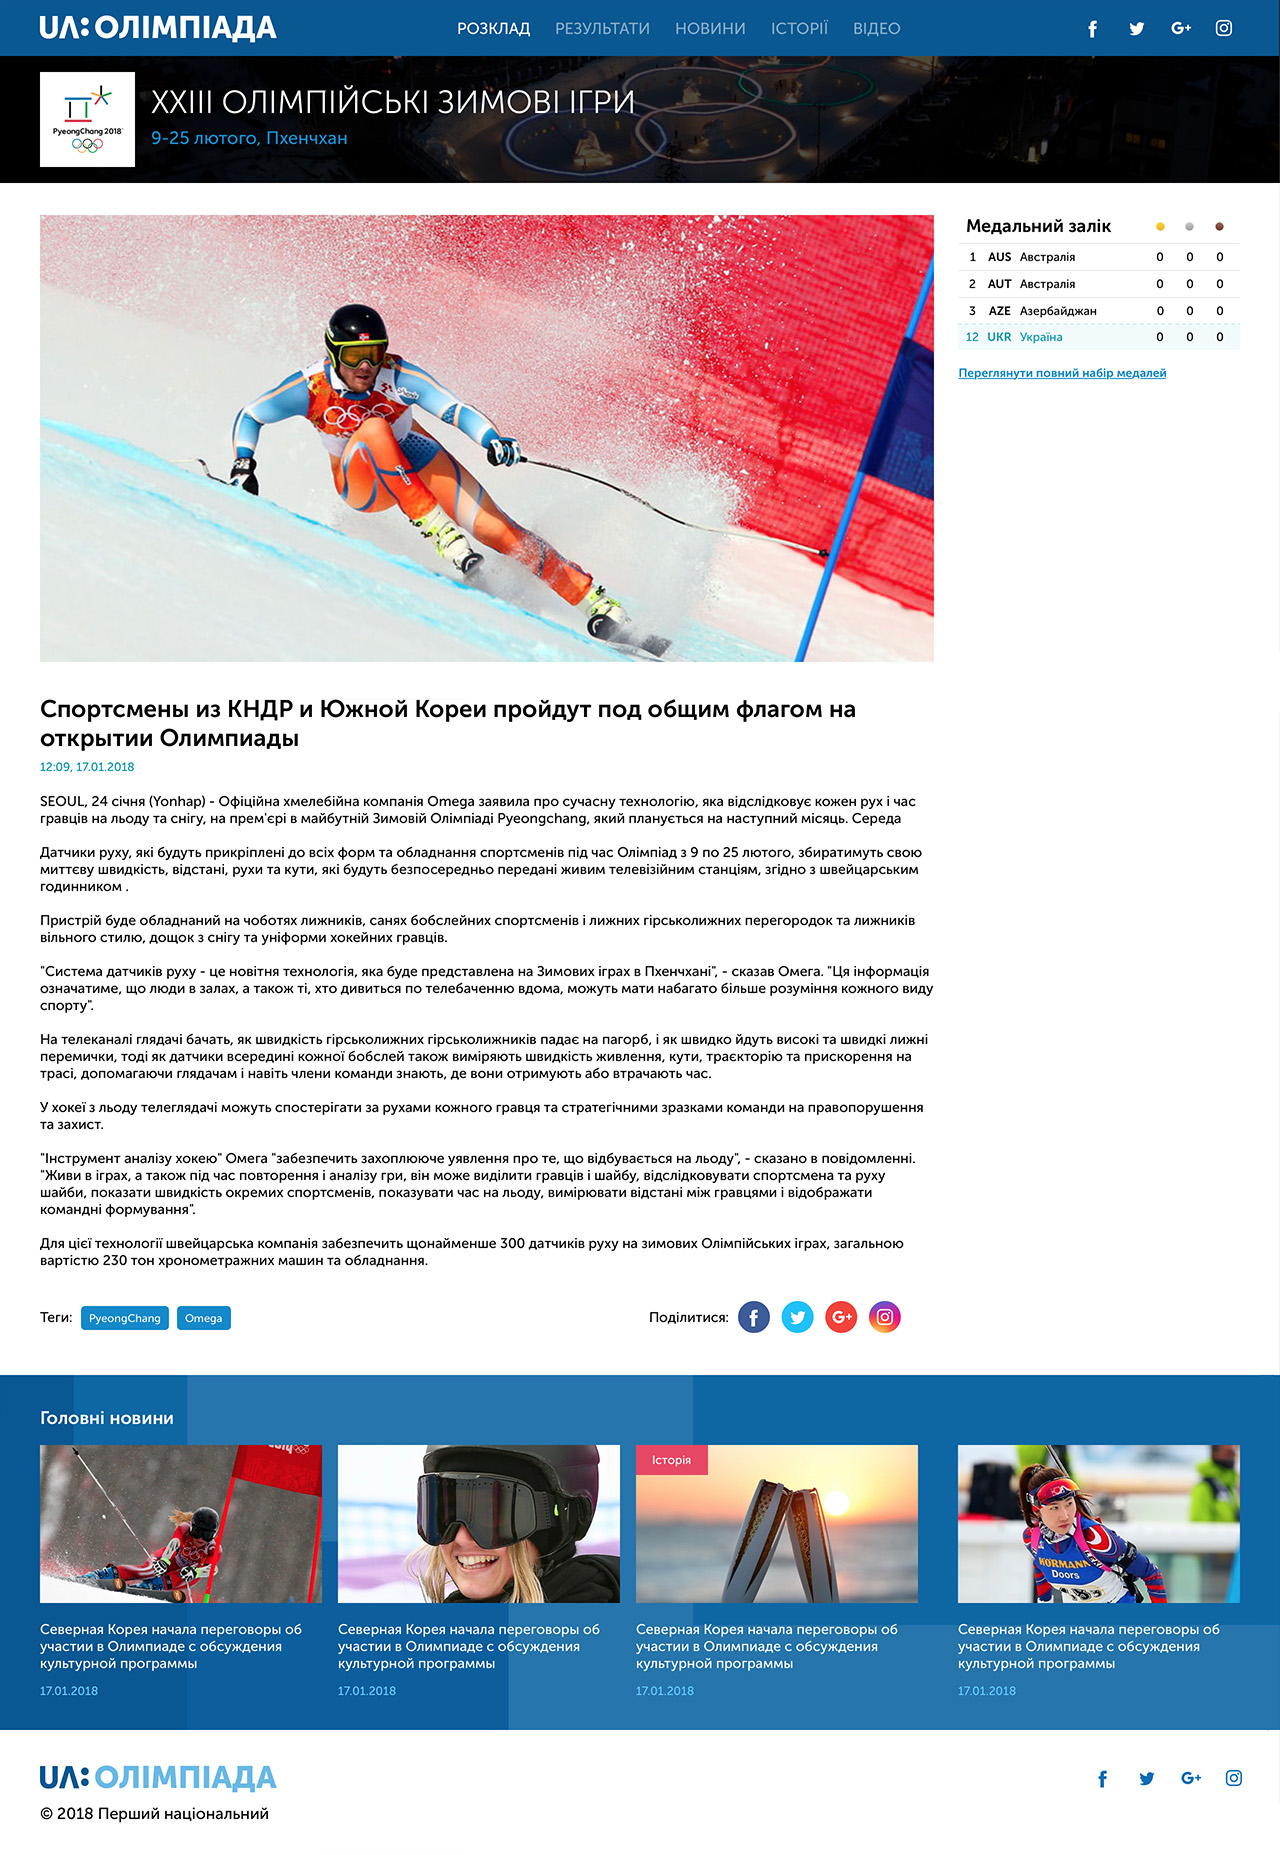 UA: ОЛІМПІАДА
РОЗКЛАД РЕЗУЛЬТАТИ НОВИНИ ІСТОРІЇ ВІДЕО
PyeongChang 2018
XXIII ОЛІМПІЙСЬКІ ЗИМОВІ ІГРИ
9-25 лютого, Пхенчхан
Медальний залік
1 AUS Австралія 0 0 0
2 AUT Австралія 0 0 0
3 AZE Азербайджан 0 0 0
12 UKR Україна 0 0 0
Переглянути повний набір медалей
Спортсмены из КНДР и Южной Кореи пройдут под общим флагом на
открытии Олимпиады
12:09, 17.01.2018
SEOUL, 24 січня (Yonhap) - Офіційна хмелебійна компанія Omega заявила про сучасну технологію, яка відслідковує кожен рух і час
гравців на льоду та снігу, на прем'єрі в майбутній Зимовій Олімпіаді Pyeongchang, який планується на наступний місяць. Середа
Датчики руху, які будуть прикріплені до всіх форм та обладнання спортсменів під час Олімпіад з 9 по 25 лютого, збиратимуть свою
миттєву швидкість, відстані, рухи та кути, які будуть безпосередньо передані живим телевізійним станціям, згідно з швейцарським
годинником .
Пристрій буде обладнаний на чоботях лижників, санях бобслейних спортсменів і лижних гірськолижних перегородок та лижників
вільного стилю, дощок з снігу та уніформи хокейних гравців.
"Система датчиків руху - це новітня технологія, яка буде представлена на Зимових іграх в Пхенчхані", - сказав Омега. "Ця інформація
означатиме, що люди в залах, а також ті, хто дивиться по телебаченню вдома, можуть мати набагато більше розуміння кожного виду
спорту".
На телеканалі глядачі бачать, як швидкість гірськолижних гірськолижників падає на пагорб, і як швидко йдуть високі та швидкі лижні
перемички, тоді як датчики всередині кожної бобслей також виміряють швидкість живлення, кути, траєкторію та прискорення на
трасі, допомагаючи глядачам і навіть члени команди знають, де вони отримують або втрачають час.
У хокеї з льоду телеглядачі можуть спостерігати за рухами кожного гравця та стратегічними зразками команди на правопорушення
та захист.
"Інструмент аналізу хокею" Омега "забезпечить захоплююче уявлення про те, що відбувається на льоду", - сказано в повідомленні.
"Живи в іграх, а також під час повторення і аналізу гри, він може виділити гравців і шайбу, відслідковувати спортсмена та руху
шайби, показати швидкість окремих спортсменів, показувати час на льоду, вимірювати відстані між гравцями і відображати
командні формування".
Для цієї технології швейцарська компанія забезпечить щонайменше 300 датчиків руху на зимових Олімпійських іграх, загальною
вартістю 230 тон хронометражних машин та обладнання.
Теги: PyeongChang Omega
Поділитися:
Головні новини
Історія
HORMANN
Doors
Северная Корея начала переговоры об
участии в Олимпиаде с обсуждения
культурной программы
17.01.2018
Северная Корея начала переговоры об
участии в Олимпиаде с обсуждения
культурной программы
17.01.2018
Северная Корея начала переговоры об
участии в Олимпиаде с обсуждения
культурной программы
17.01.2018
Северная Корея начала переговоры об
участии в Олимпиаде с обсуждения
культурной программы
17.01.2018
UA: ОЛІМПІАДА
© 2018 Перший національний